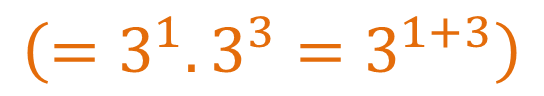 (= 3¹. 3³ = 3¹⁺³)